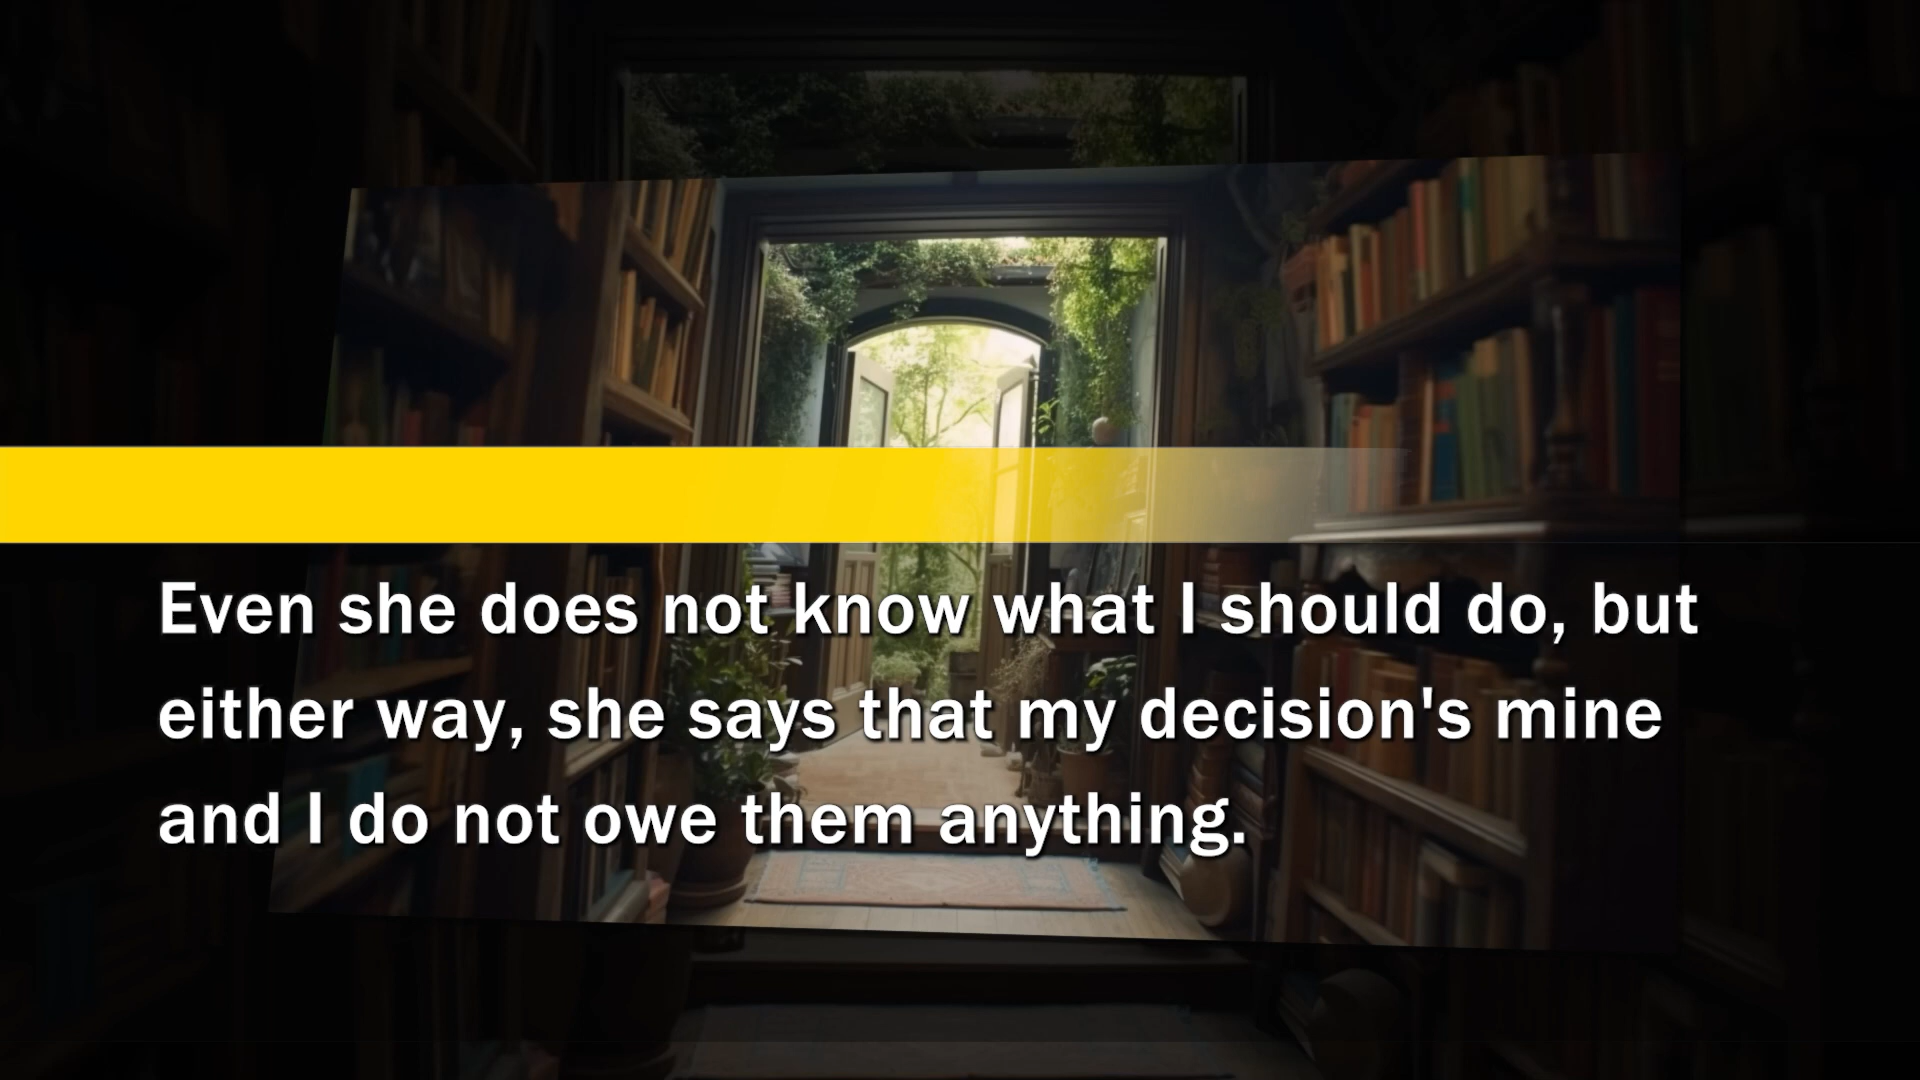 Even she does not know what I should do, but
either way, she says that my decision's mine
and I do not owe them anything.